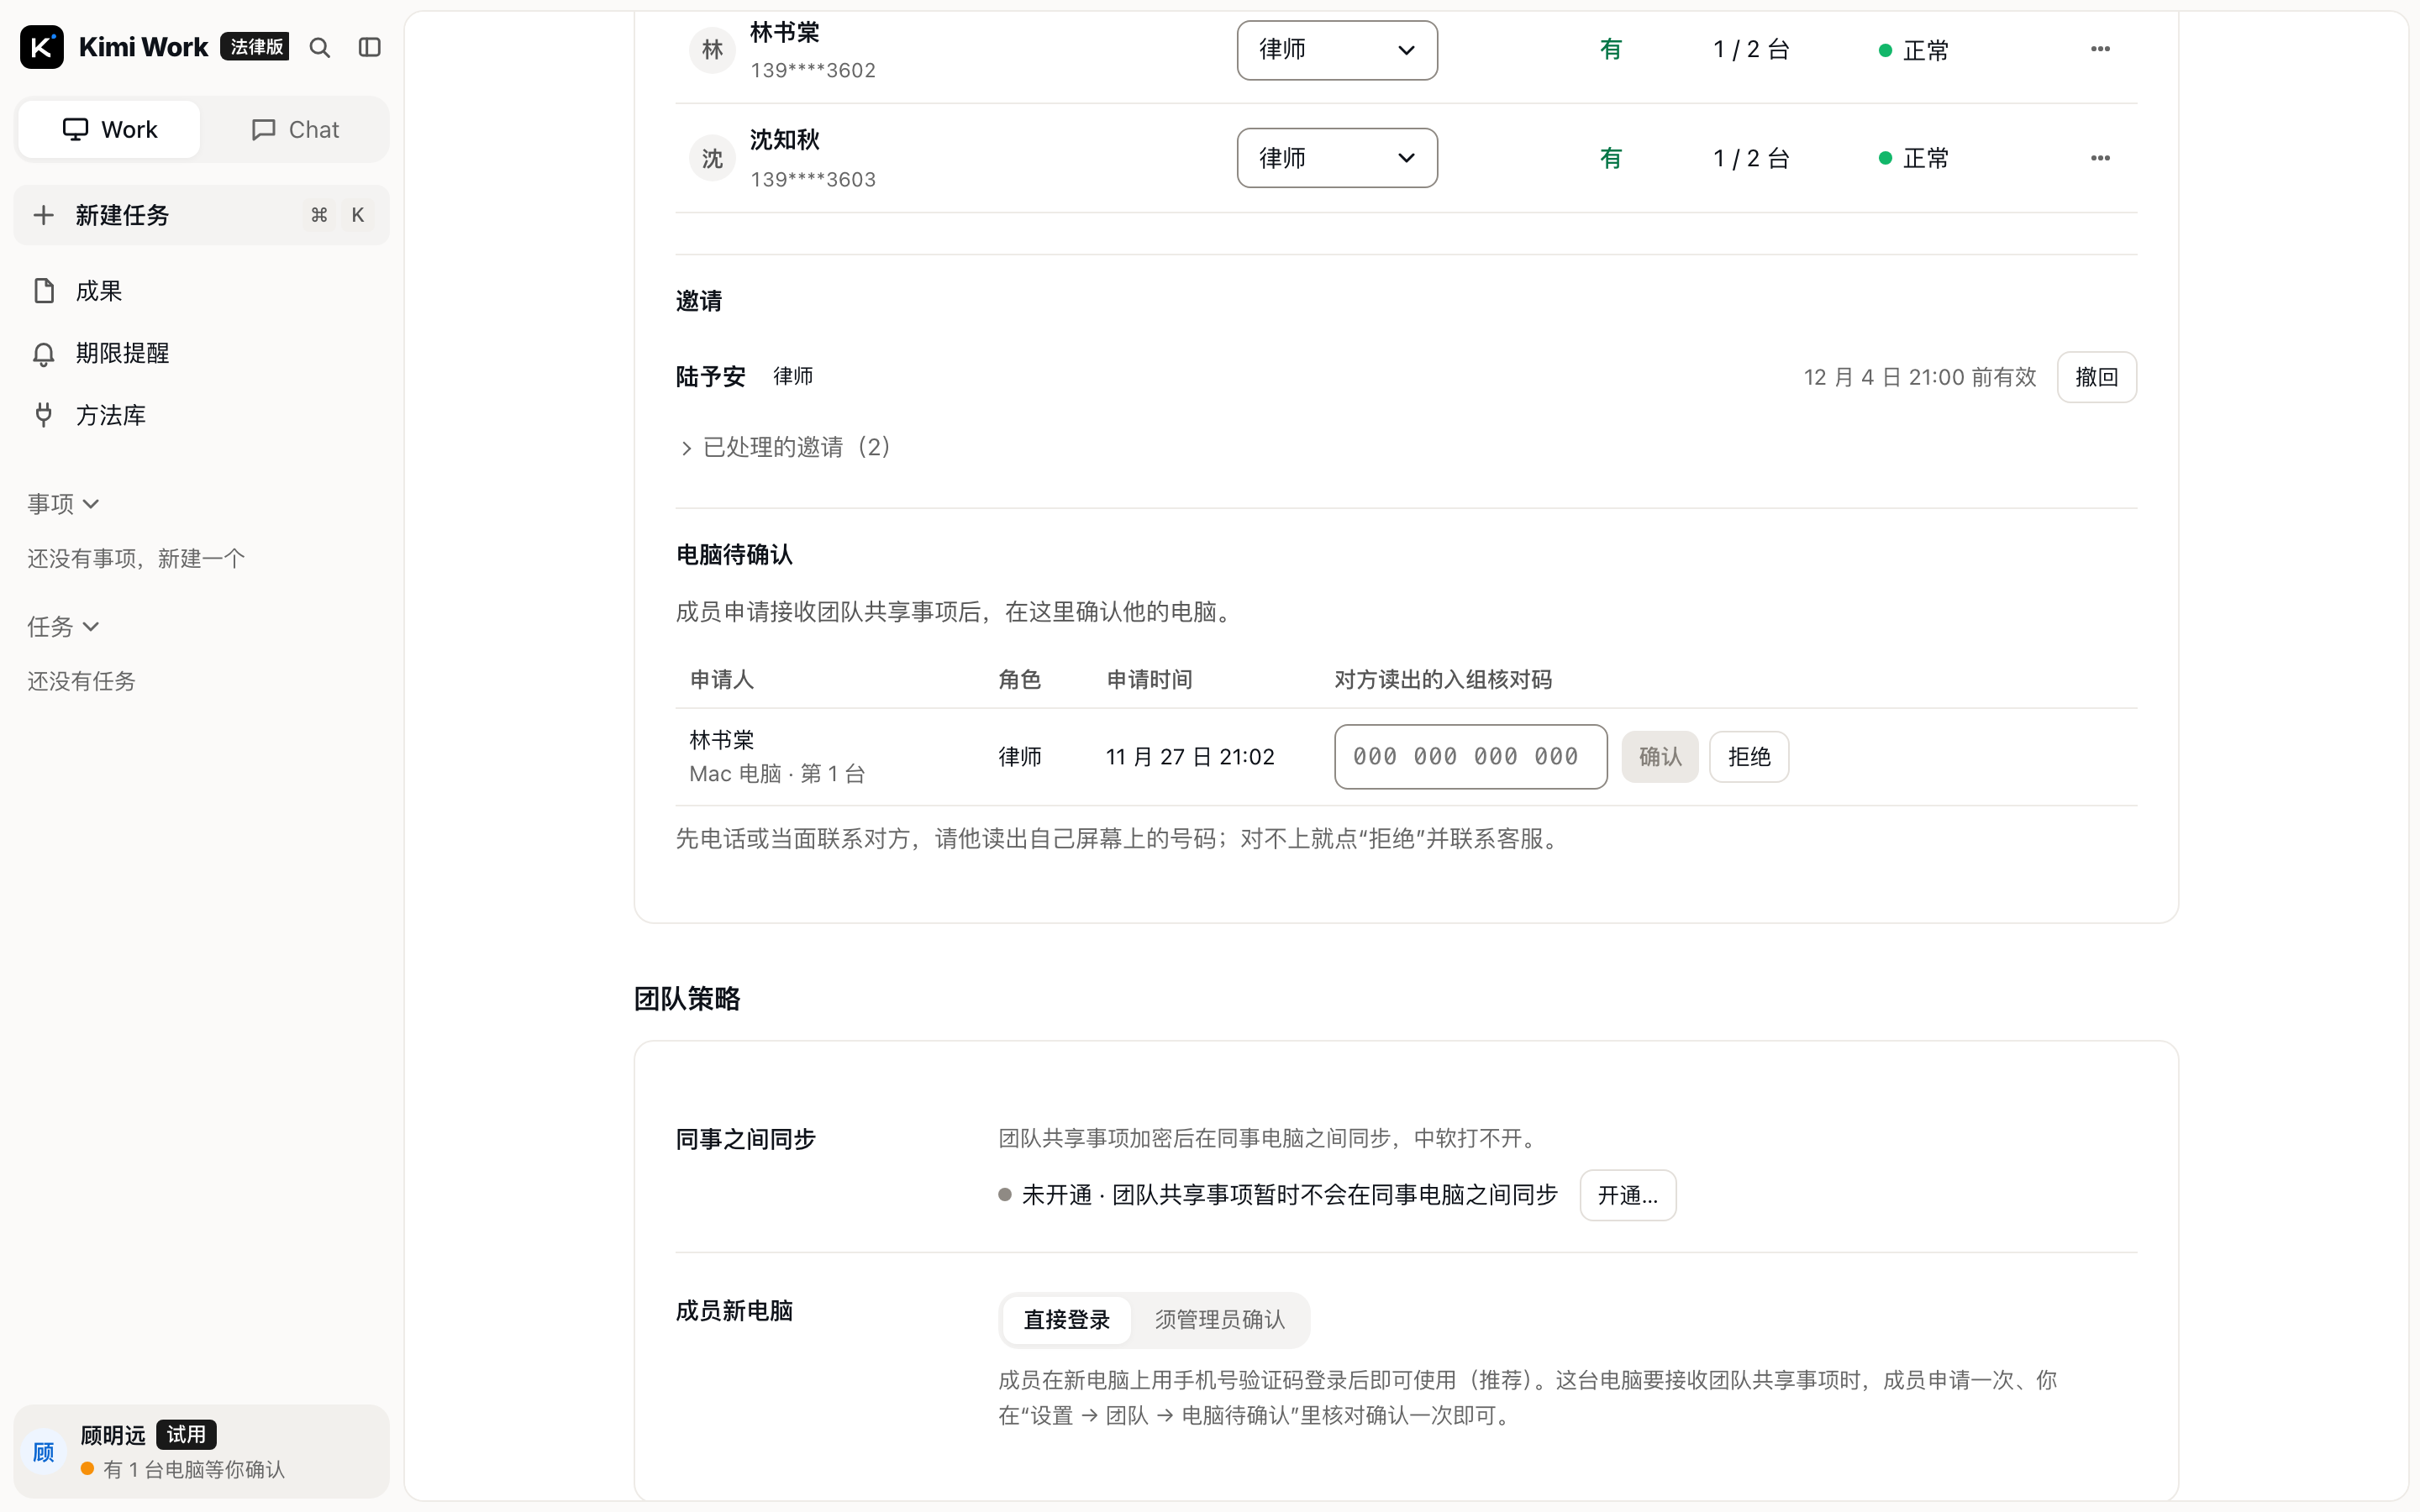 Kimi Work 法律版
Work
Chat
新建任务 ⌘ K
成果
期限提醒
方法库
事项
还没有事项，新建一个
任务
还没有任务
顾 顾明远 试用
有 1 台电脑等你确认
林 林书棠 律师 有 1 / 2 台 正常
139****3602
沈 沈知秋 律师 有 1 / 2 台 正常
139****3603
邀请
陆予安 律师 12 月 4 日 21:00 前有效 撤回
已处理的邀请（2）
电脑待确认
成员申请接收团队共享事项后，在这里确认他的电脑。
申请人 角色 申请时间 对方读出的入组核对码
林书棠
Mac 电脑 · 第 1 台 律师 11 月 27 日 21:02 000 000 000 000 确认 拒绝
先电话或当面联系对方，请他读出自己屏幕上的号码；对不上就点“拒绝”并联系客服。
团队策略
同事之间同步 团队共享事项加密后在同事电脑之间同步，中软打不开。
未开通 · 团队共享事项暂时不会在同事电脑之间同步 开通...
成员新电脑 直接登录 须管理员确认
成员在新电脑上用手机号验证码登录后即可使用（推荐）。这台电脑要接收团队共享事项时，成员申请一次、你
在“设置 → 团队 → 电脑待确认”里核对确认一次即可。